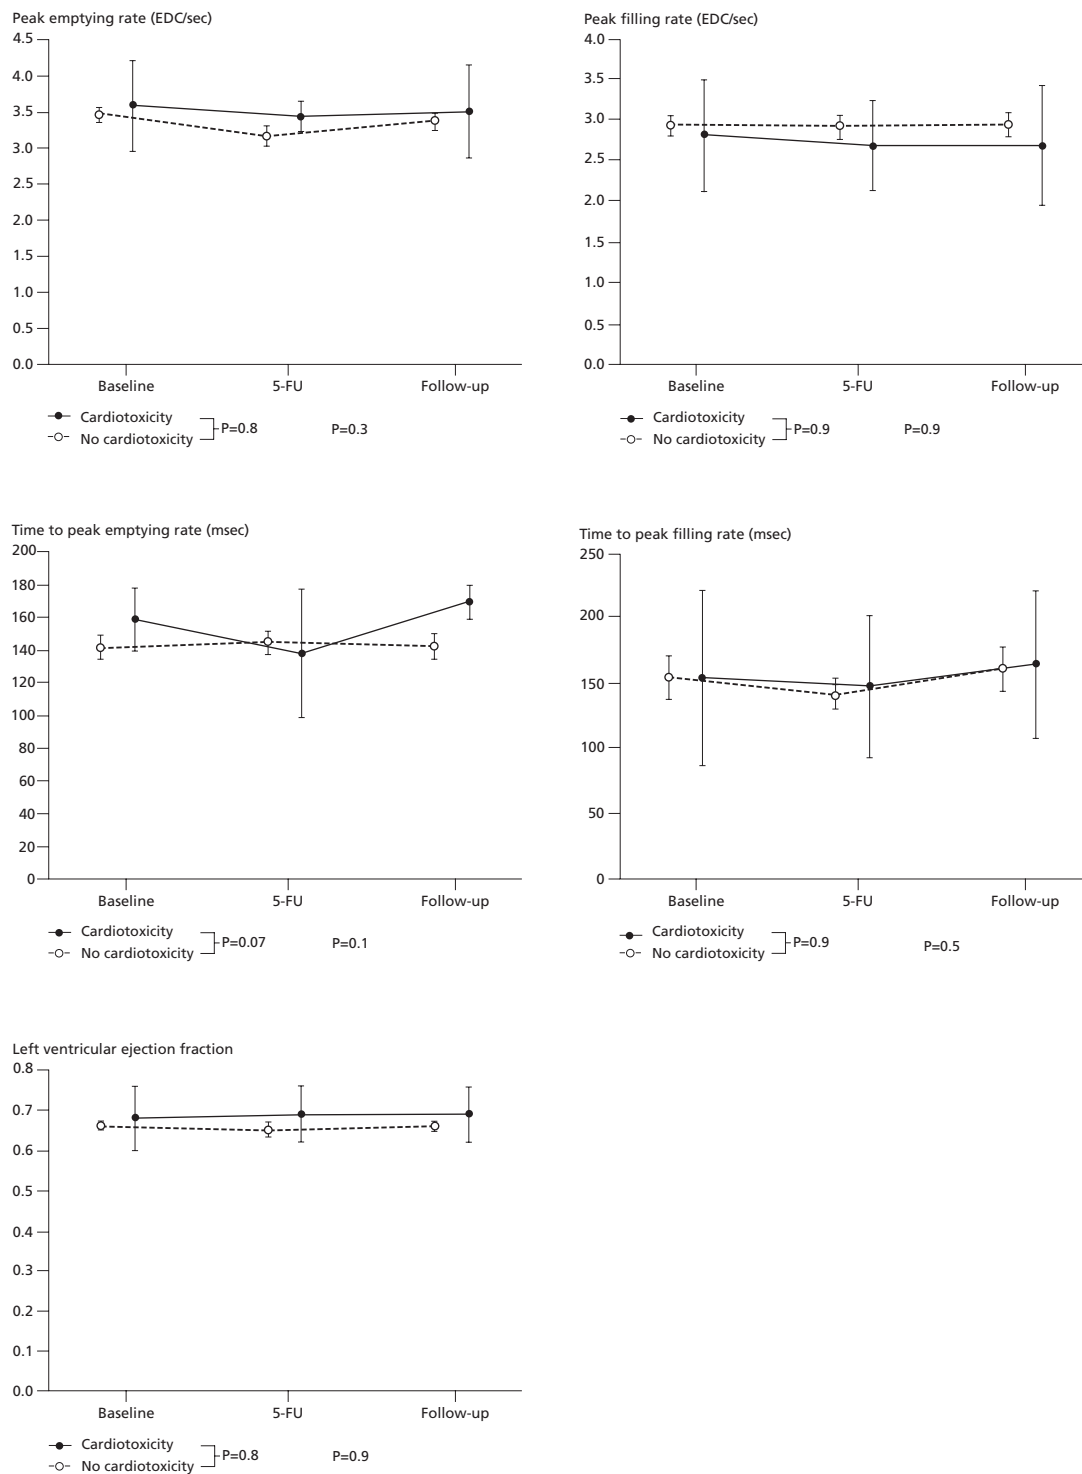 Peak emptying rate (EDC/sec)
4.5
4.0
3.5
3.0
2.5
2.0
1.5
1.0
0.5
0.0
Baseline 5-FU Follow-up
Cardiotoxicity
No cardiotoxicity
P=0.8 P=0.3
Peak filling rate (EDC/sec)
4.0
3.5
3.0
2.5
2.0
1.5
1.0
0.5
0.0
Baseline 5-FU Follow-up
Cardiotoxicity
No cardiotoxicity
P=0.9 P=0.9
Time to peak emptying rate (msec)
200
180
160
140
120
100
80
60
40
20
0
Baseline 5-FU Follow-up
Cardiotoxicity
No cardiotoxicity
P=0.07 P=0.1
Time to peak filling rate (msec)
250
200
150
100
50
0
Baseline 5-FU Follow-up
Cardiotoxicity
No cardiotoxicity
P=0.9 P=0.5
Left ventricular ejection fraction
0.8
0.7
0.6
0.5
0.4
0.3
0.2
0.1
0.0
Baseline 5-FU Follow-up
Cardiotoxicity
No cardiotoxicity
P=0.8 P=0.9